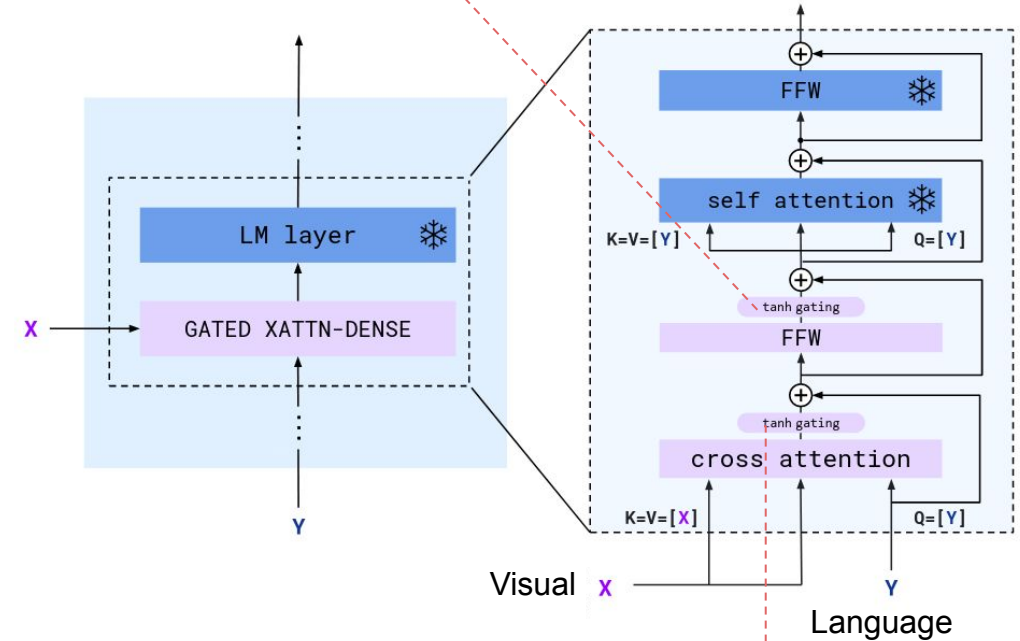 LM layer
X
GATED XATTN-DENSE
Y
FFW
self attention
K=V=[Y]
Q=[Y]
tanh gating
FFW
tanh gating
cross attention
K=V=[X]
Q=[Y]
Visual X
Y
Language